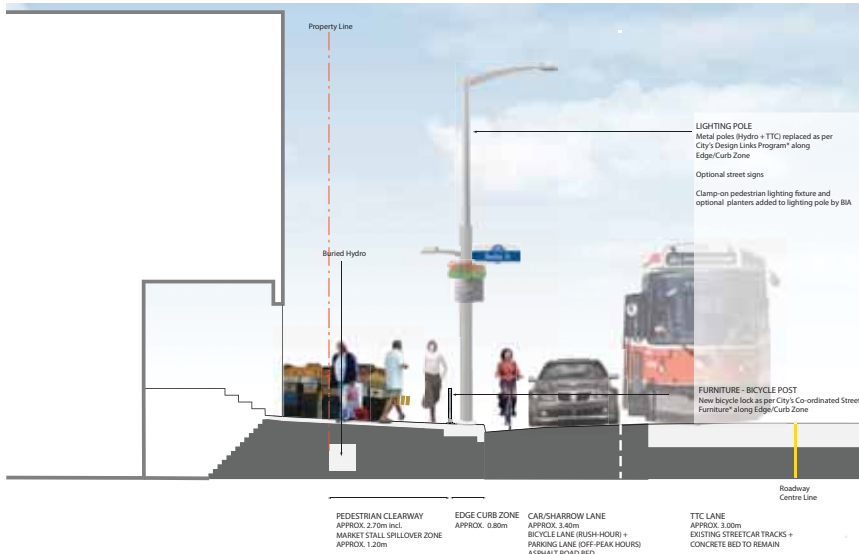 Property Line
LIGHTING POLE
Metal poles (Hydro + TTC) replaced as per
City's Design Links Program* along
Edge/Curb Zone
Optional street signs
Clamp-on pedestrian lighting fixture and
optional planters added to lighting pole by BIA
Buried Hydro
FURNITURE - BICYCLE POST
New bicycle lock as per City's Co-ordinated Street
Furniture* along Edge/Curb Zone
Roadway
Centre Line
PEDESTRIAN CLEARWAY
APPROX. 2.70m incl.
MARKET STALL SPILLOVER ZONE
APPROX. 1.20m
EDGE CURB ZONE
APPROX. 0.80m
CAR/SHARROW LANE
APPROX. 3.40m
BICYCLE LANE (RUSH-HOUR) +
PARKING LANE (OFF-PEAK HOURS)
ASPHALT ROAD BED
TTC LANE
APPROX. 3.00m
EXISTING STREETCAR TRACKS +
CONCRETE BED TO REMAIN